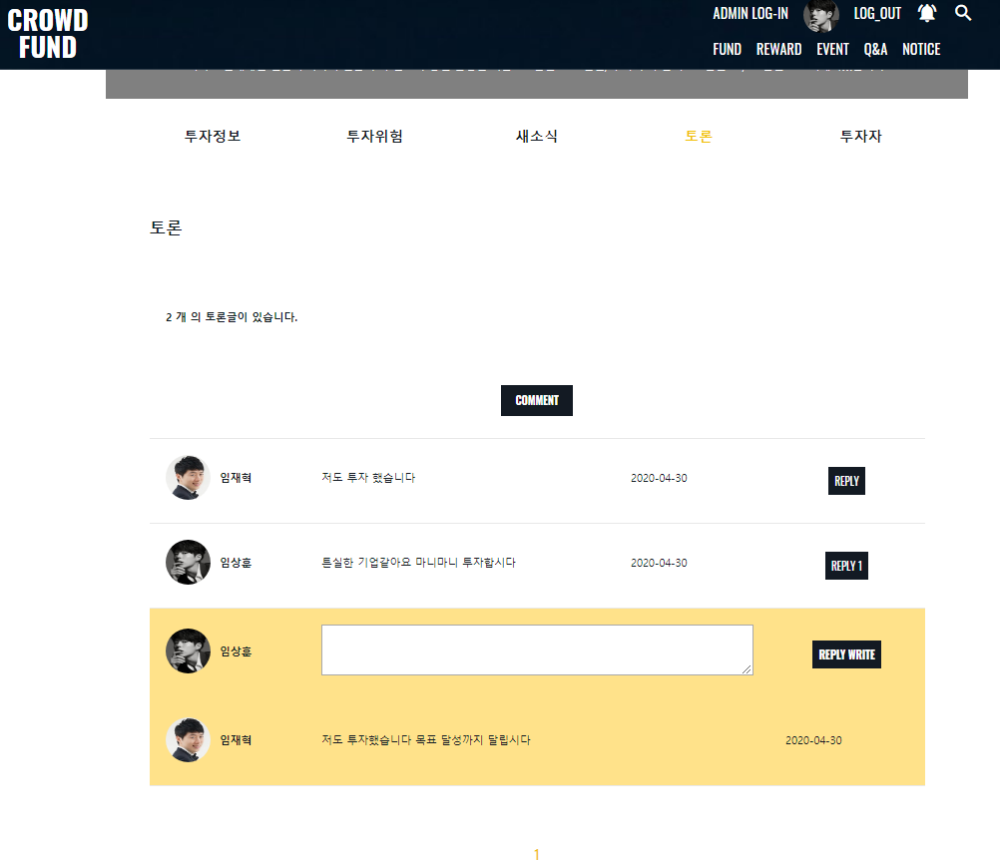 CROWD
FUND
ADMIN LOG-IN LOG_OUT
FUND REWARD EVENT Q&A NOTICE
투자정보 투자위험 새소식 토론 투자자
토론
2 개 의 토론글이 있습니다.
COMMENT
임재혁 저도 투자 했습니다 2020-04-30 REPLY
임상훈 튼실한 기업같아요 마니마니 투자합시다 2020-04-30 REPLY 1
임상훈 REPLY WRITE
임재혁 저도 투자했습니다 목표 달성까지 달립시다 2020-04-30
1